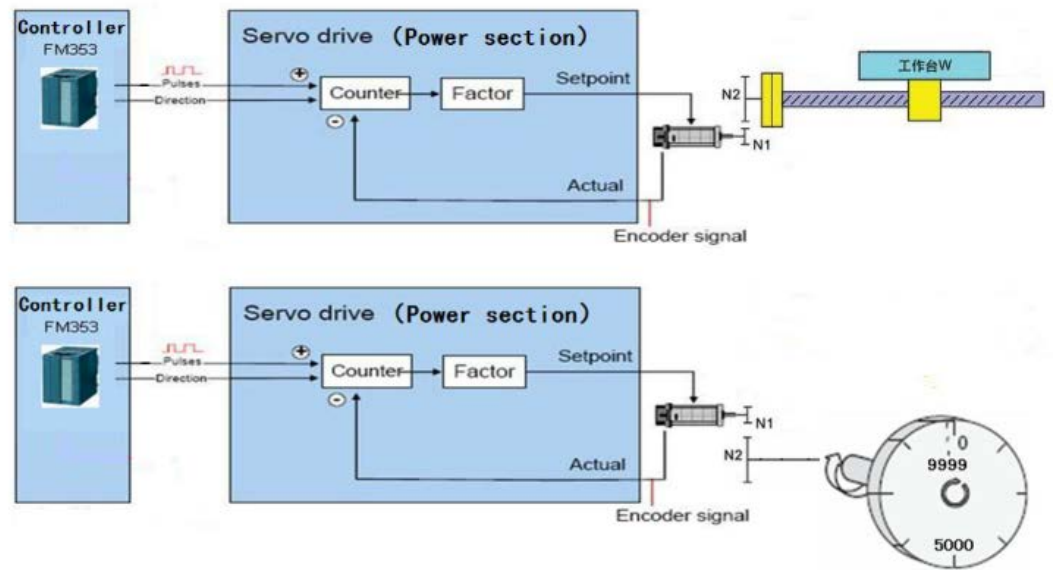 Controller
FM353
Pulses
Direction
Servo drive (Power section)
Counter
Factor
Setpoint
Actual
Encoder signal
N2
N1
工作台W
Controller
FM353
Pulses
Direction
Servo drive (Power section)
Counter
Factor
Setpoint
Actual
Encoder signal
N1
N2
0
9999
5000